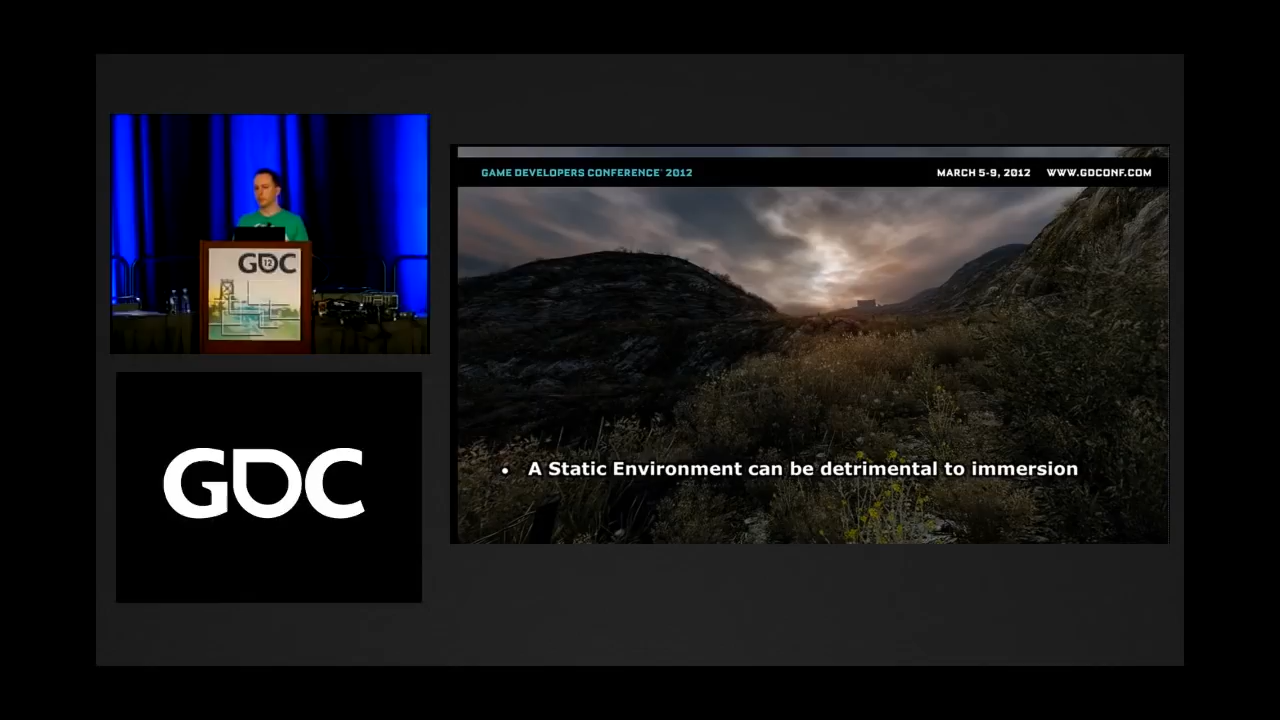 GAME DEVELOPERS CONFERENCE® 2012
MARCH 5-9, 2012 WWW.GDCONF.COM
GDC
12
GDC
• A Static Environment can be detrimental to immersion